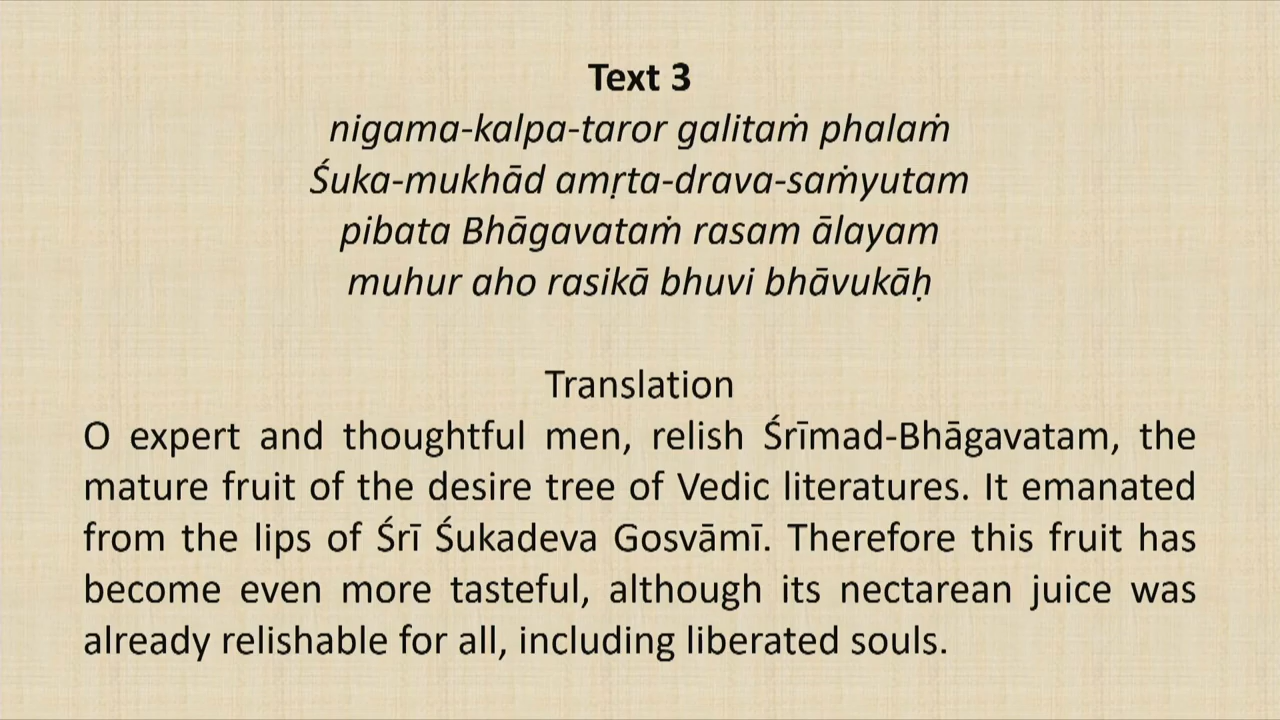 Text 3
nigama-kalpa-taror galitaṁ phalaṁ
Śuka-mukhād amṛta-drava-saṁyutam
pibata Bhāgavataṁ rasam ālayam
muhur aho rasikā bhuvi bhāvukāḥ
Translation
O expert and thoughtful men, relish Śrīmad-Bhāgavatam, the
mature fruit of the desire tree of Vedic literatures. It emanated
from the lips of Śrī Śukadeva Gosvāmī. Therefore this fruit has
become even more tasteful, although its nectarean juice was
already relishable for all, including liberated souls.